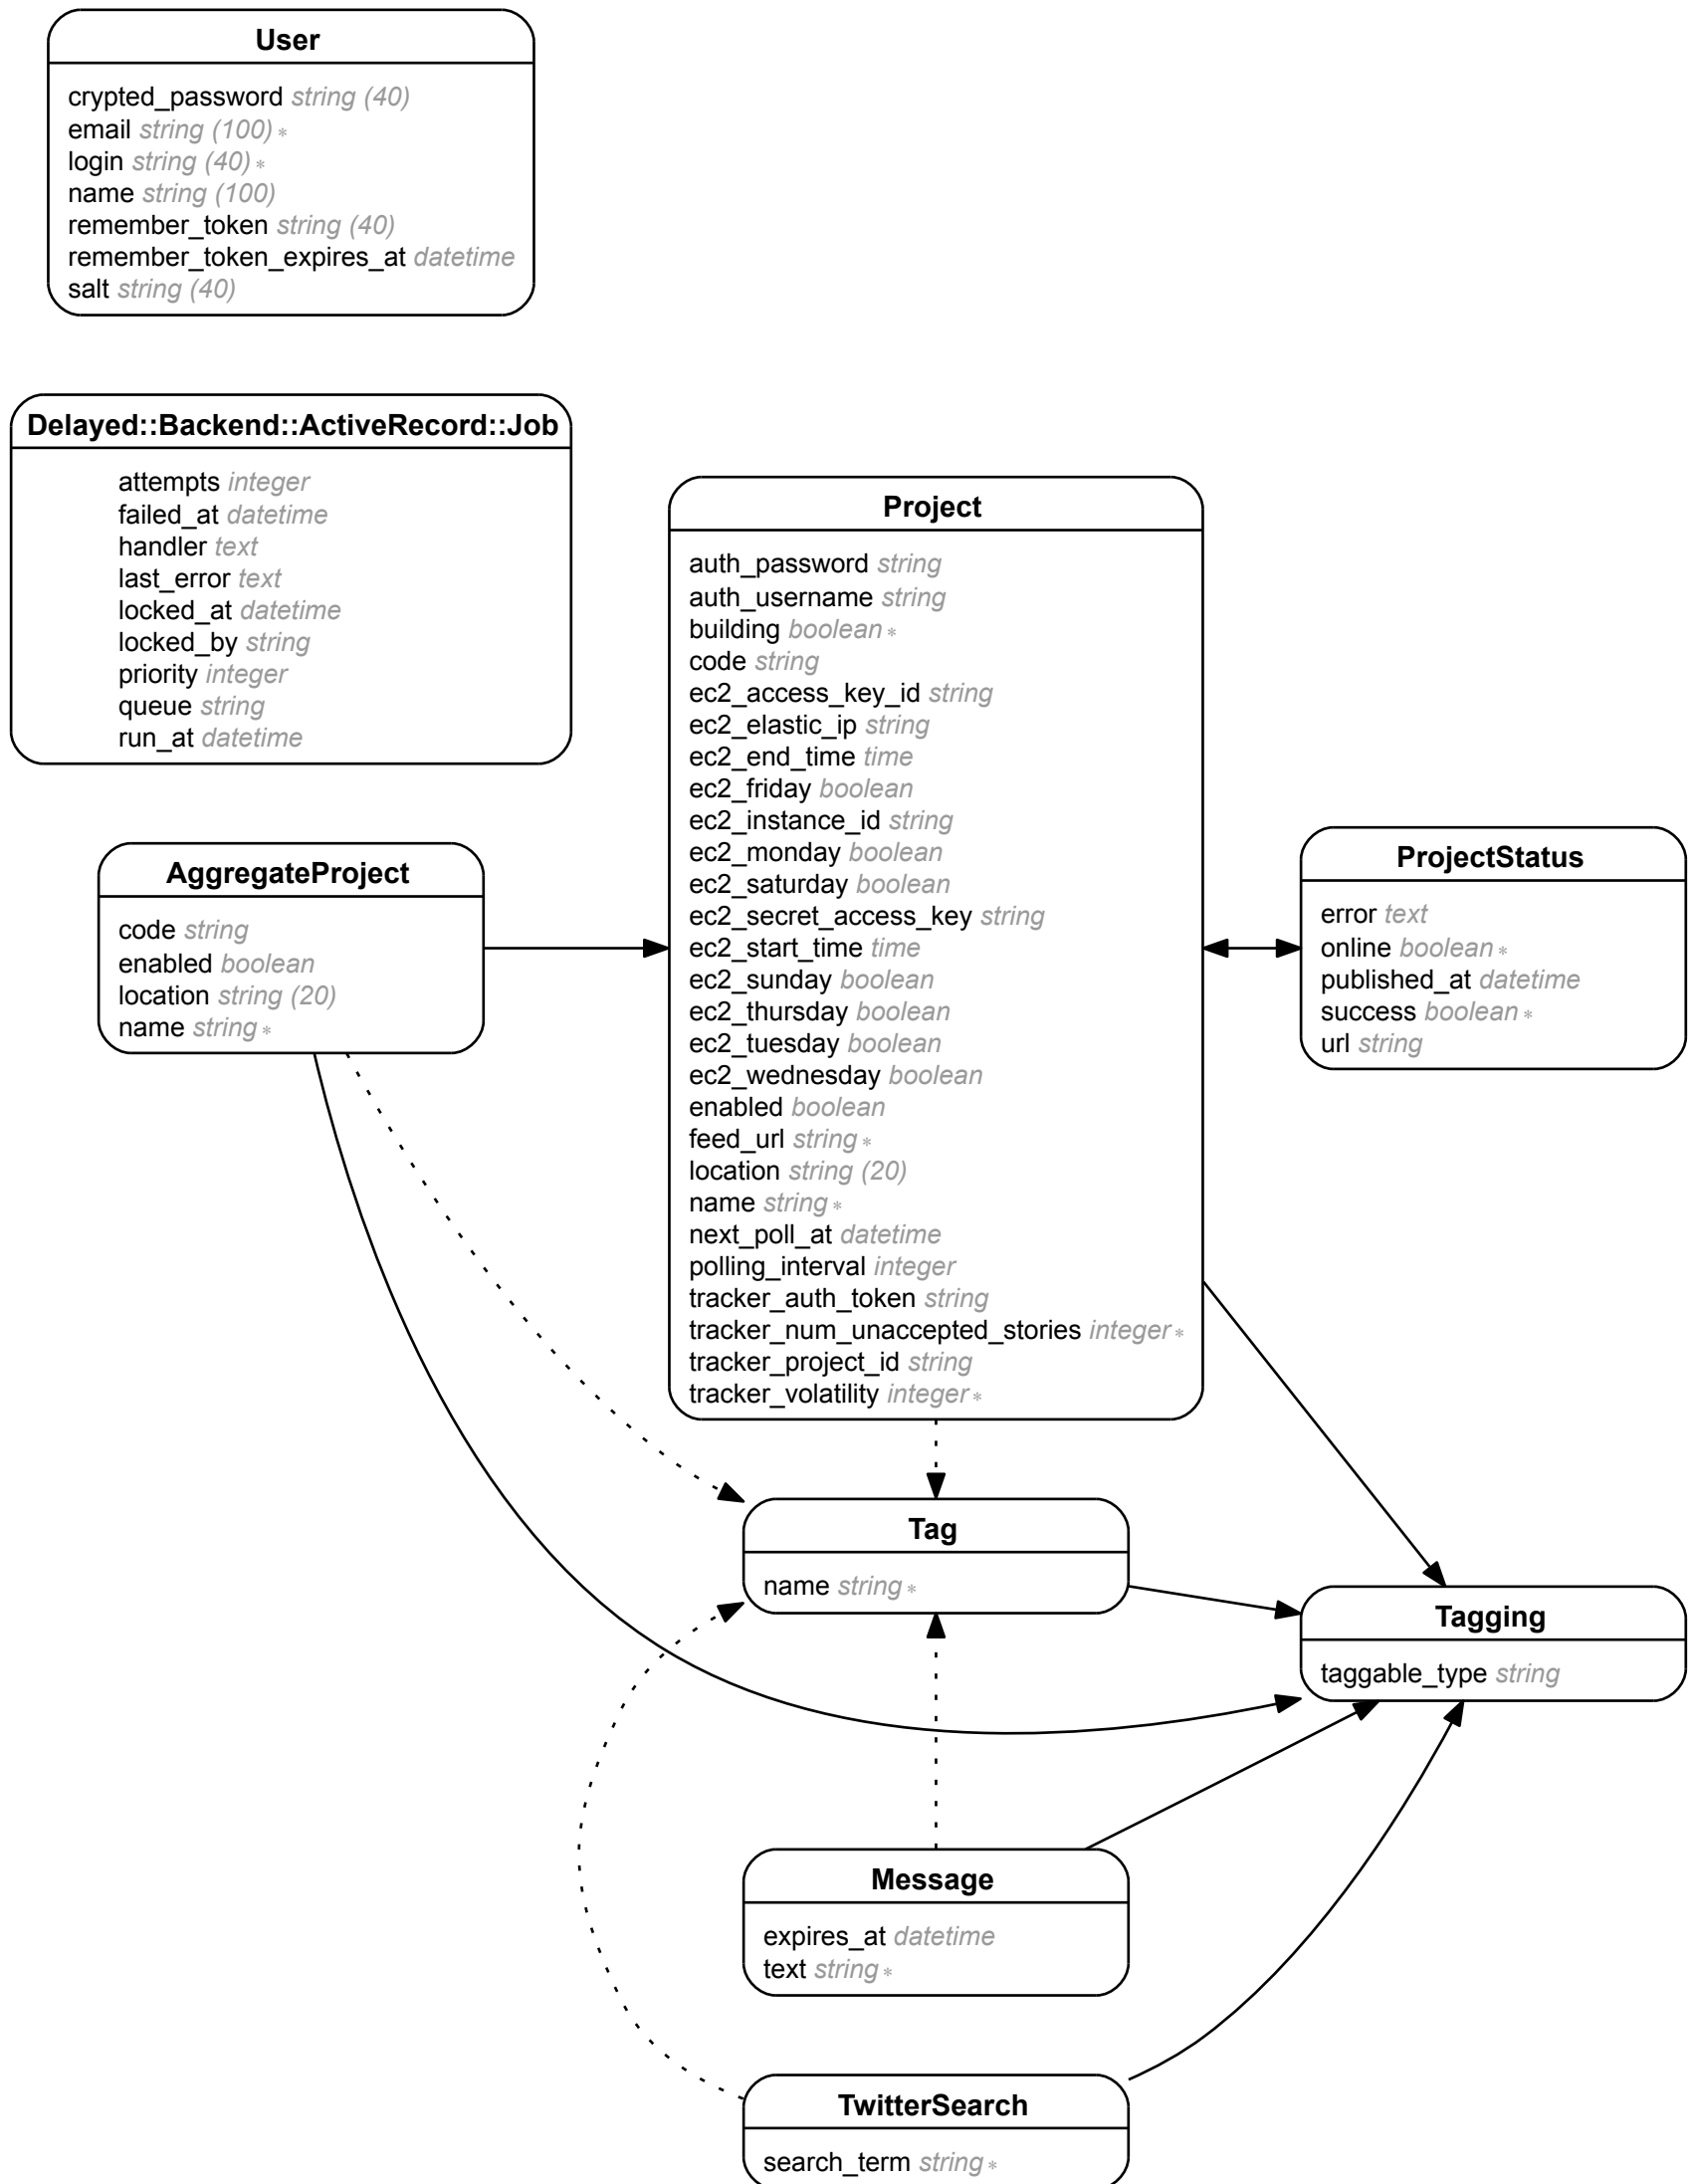 User
crypted_password string (40)
email string (100) *
login string (40) *
name string (100)
remember_token string (40)
remember_token_expires_at datetime
salt string (40)
Delayed::Backend::ActiveRecord::Job
attempts integer
failed_at datetime
handler text
last_error text
locked_at datetime
locked_by string
priority integer
queue string
run_at datetime
Project
auth_password string
auth_username string
building boolean *
code string
ec2_access_key_id string
ec2_elastic_ip string
ec2_end_time time
ec2_friday boolean
ec2_instance_id string
ec2_monday boolean
ec2_saturday boolean
ec2_secret_access_key string
ec2_start_time time
ec2_sunday boolean
ec2_thursday boolean
ec2_tuesday boolean
ec2_wednesday boolean
enabled boolean
feed_url string *
location string (20)
name string *
next_poll_at datetime
polling_interval integer
tracker_auth_token string
tracker_num_unaccepted_stories integer *
tracker_project_id string
tracker_volatility integer *
AggregateProject
code string
enabled boolean
location string (20)
name string *
ProjectStatus
error text
online boolean *
published_at datetime
success boolean *
url string
Tag
name string *
Tagging
taggable_type string
Message
expires_at datetime
text string *
TwitterSearch
search_term string *